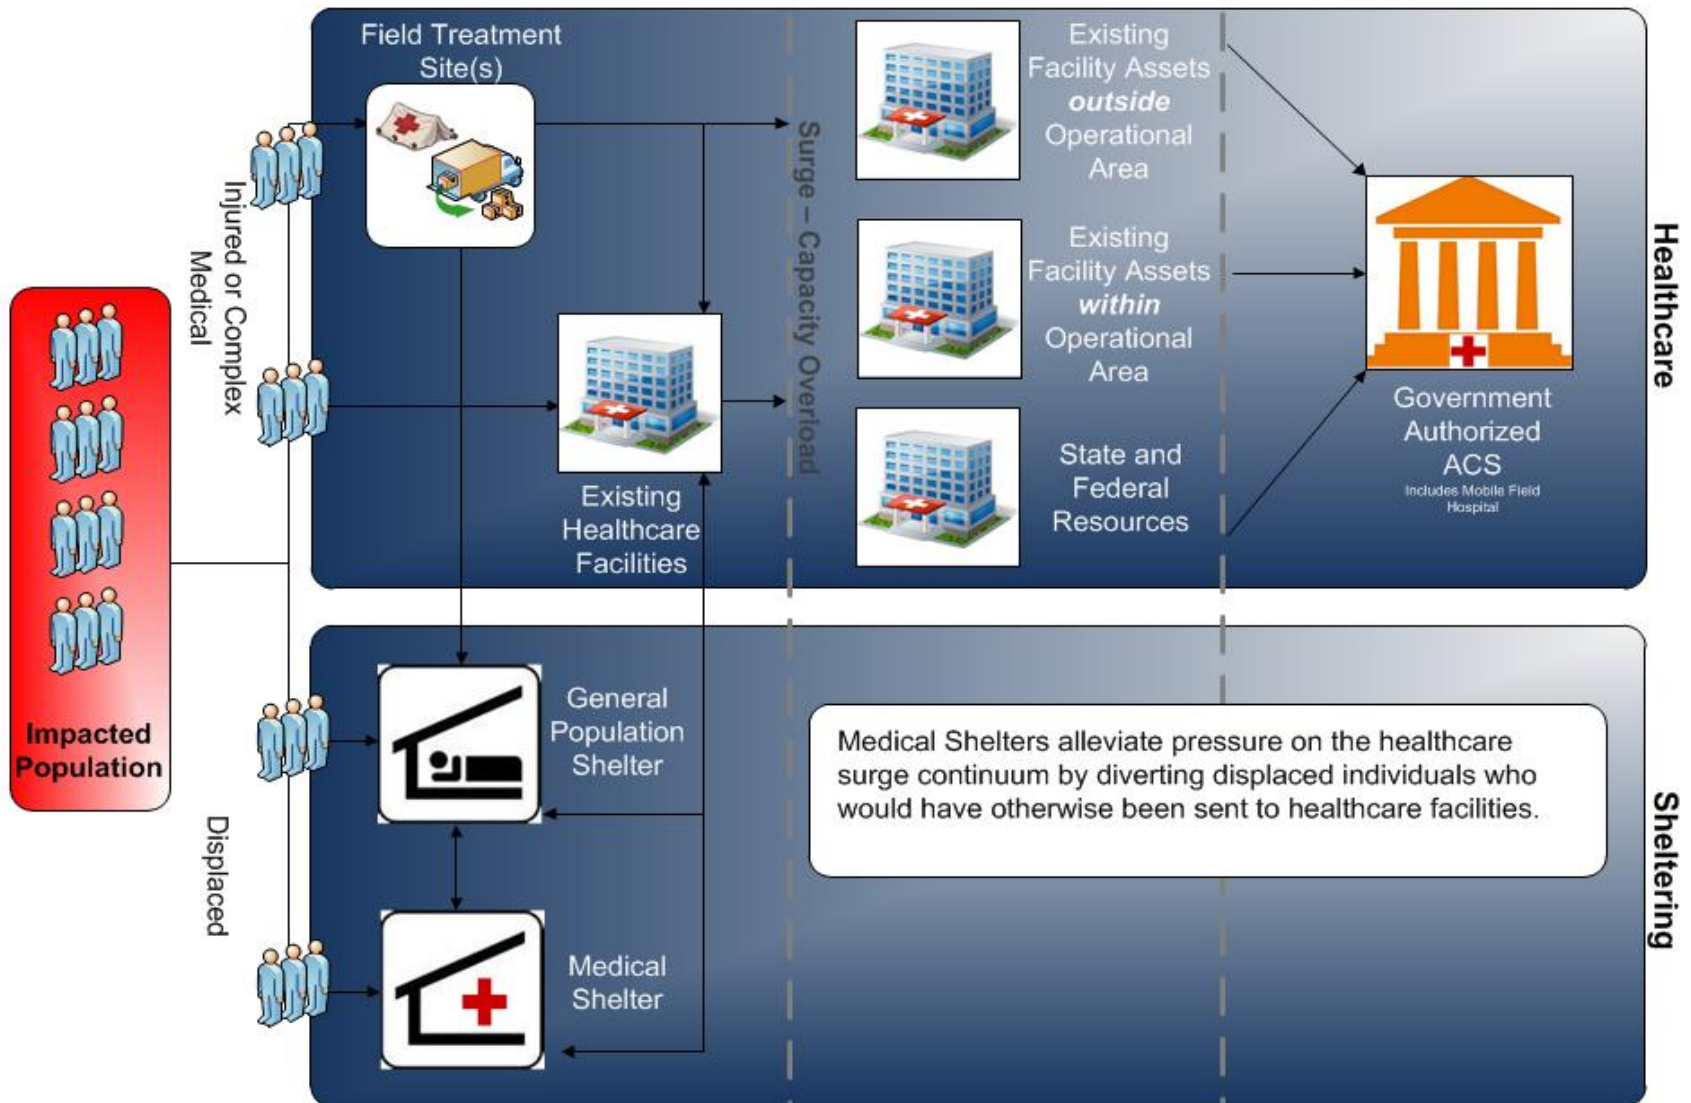 Field Treatment
Site(s)
Existing
Facility Assets
outside
Operational
Area
Existing
Facility Assets
within
Operational
Area
State and
Federal
Resources
Surge – Capacity Overload
Existing
Healthcare
Facilities
Government
Authorized
ACS
Includes Mobile Field
Hospital
Healthcare
Injured or Complex
Medical
Impacted
Population
Displaced
General
Population
Shelter
Medical
Shelter
Medical Shelters alleviate pressure on the healthcare
surge continuum by diverting displaced individuals who
would have otherwise been sent to healthcare facilities.
Sheltering